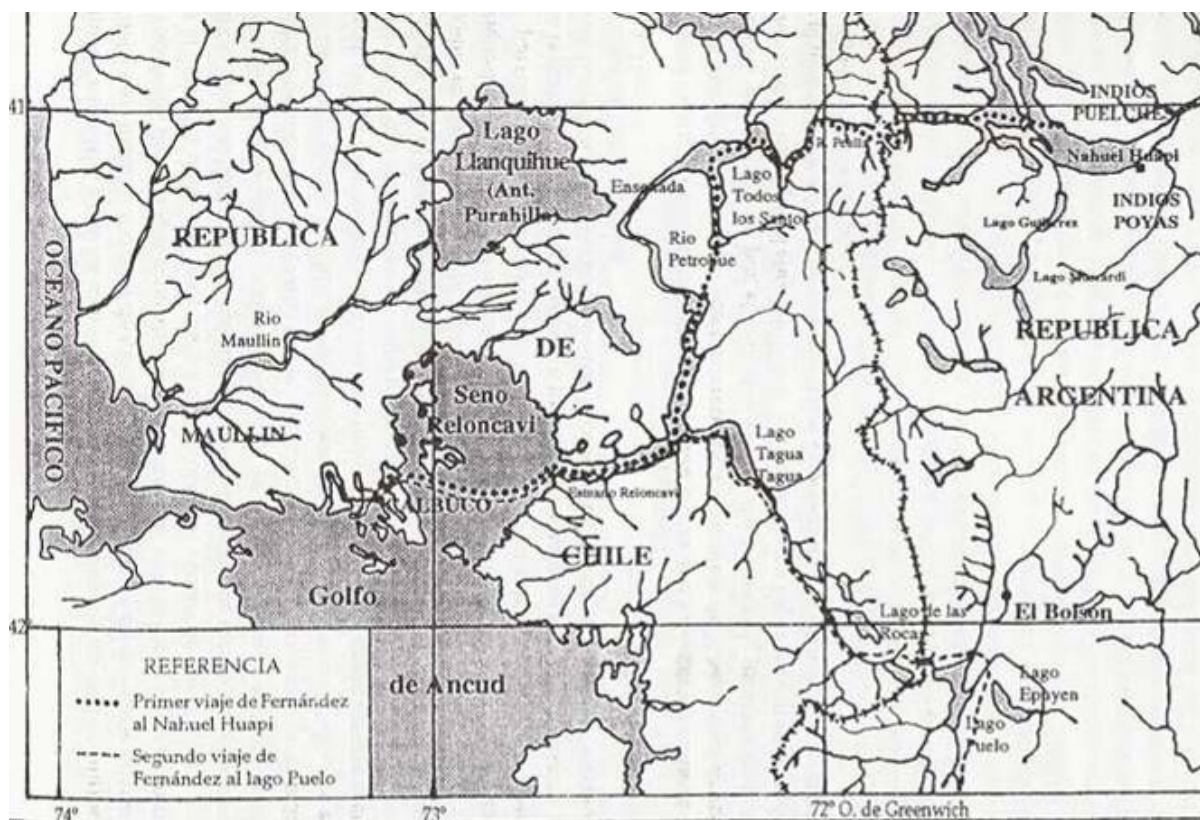 41
INDIOS
PUELCHES
Lago
Llanquihue
(Ant.
Purahilla)
R. Peulla
Nahuel Huapi
Ensenada
Lago
Todos
los Santos
INDIOS
POYAS
Lago Gutierrez
REPUBLICA
Rio
Petrohue
Lago Mascardi
OCEANO PACIFICO
Rio
Maullin
DE
REPUBLICA
ARGENTINA
Seno
Reloncavi
MAULLIN
Lago
Tagua
Tagua
Estuario Reloncavi
CALBUCO
CHILE
Golfo
El Bolson
Lago de las
Rocas
42
REFERENCIA
Primer viaje de Fernández
al Nahuel Huapi
Segundo viaje de
Fernández al lago Puelo
de Ancud
Lago
Epuyen
Lago
Puelo
74°
73°
72° O. de Greenwich